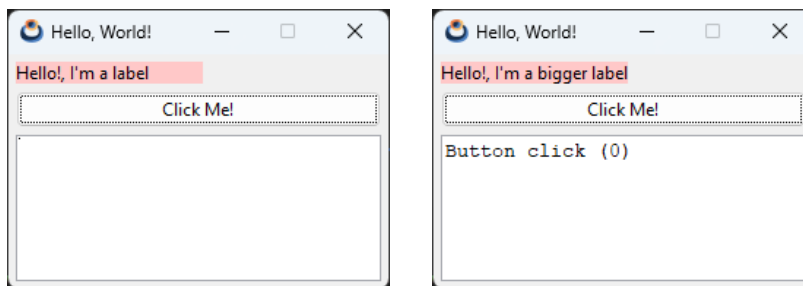 Hello, World!
Hello!, I'm a label
Click Me!
Hello, World!
Hello!, I'm a bigger label
Click Me!
Button click (0)